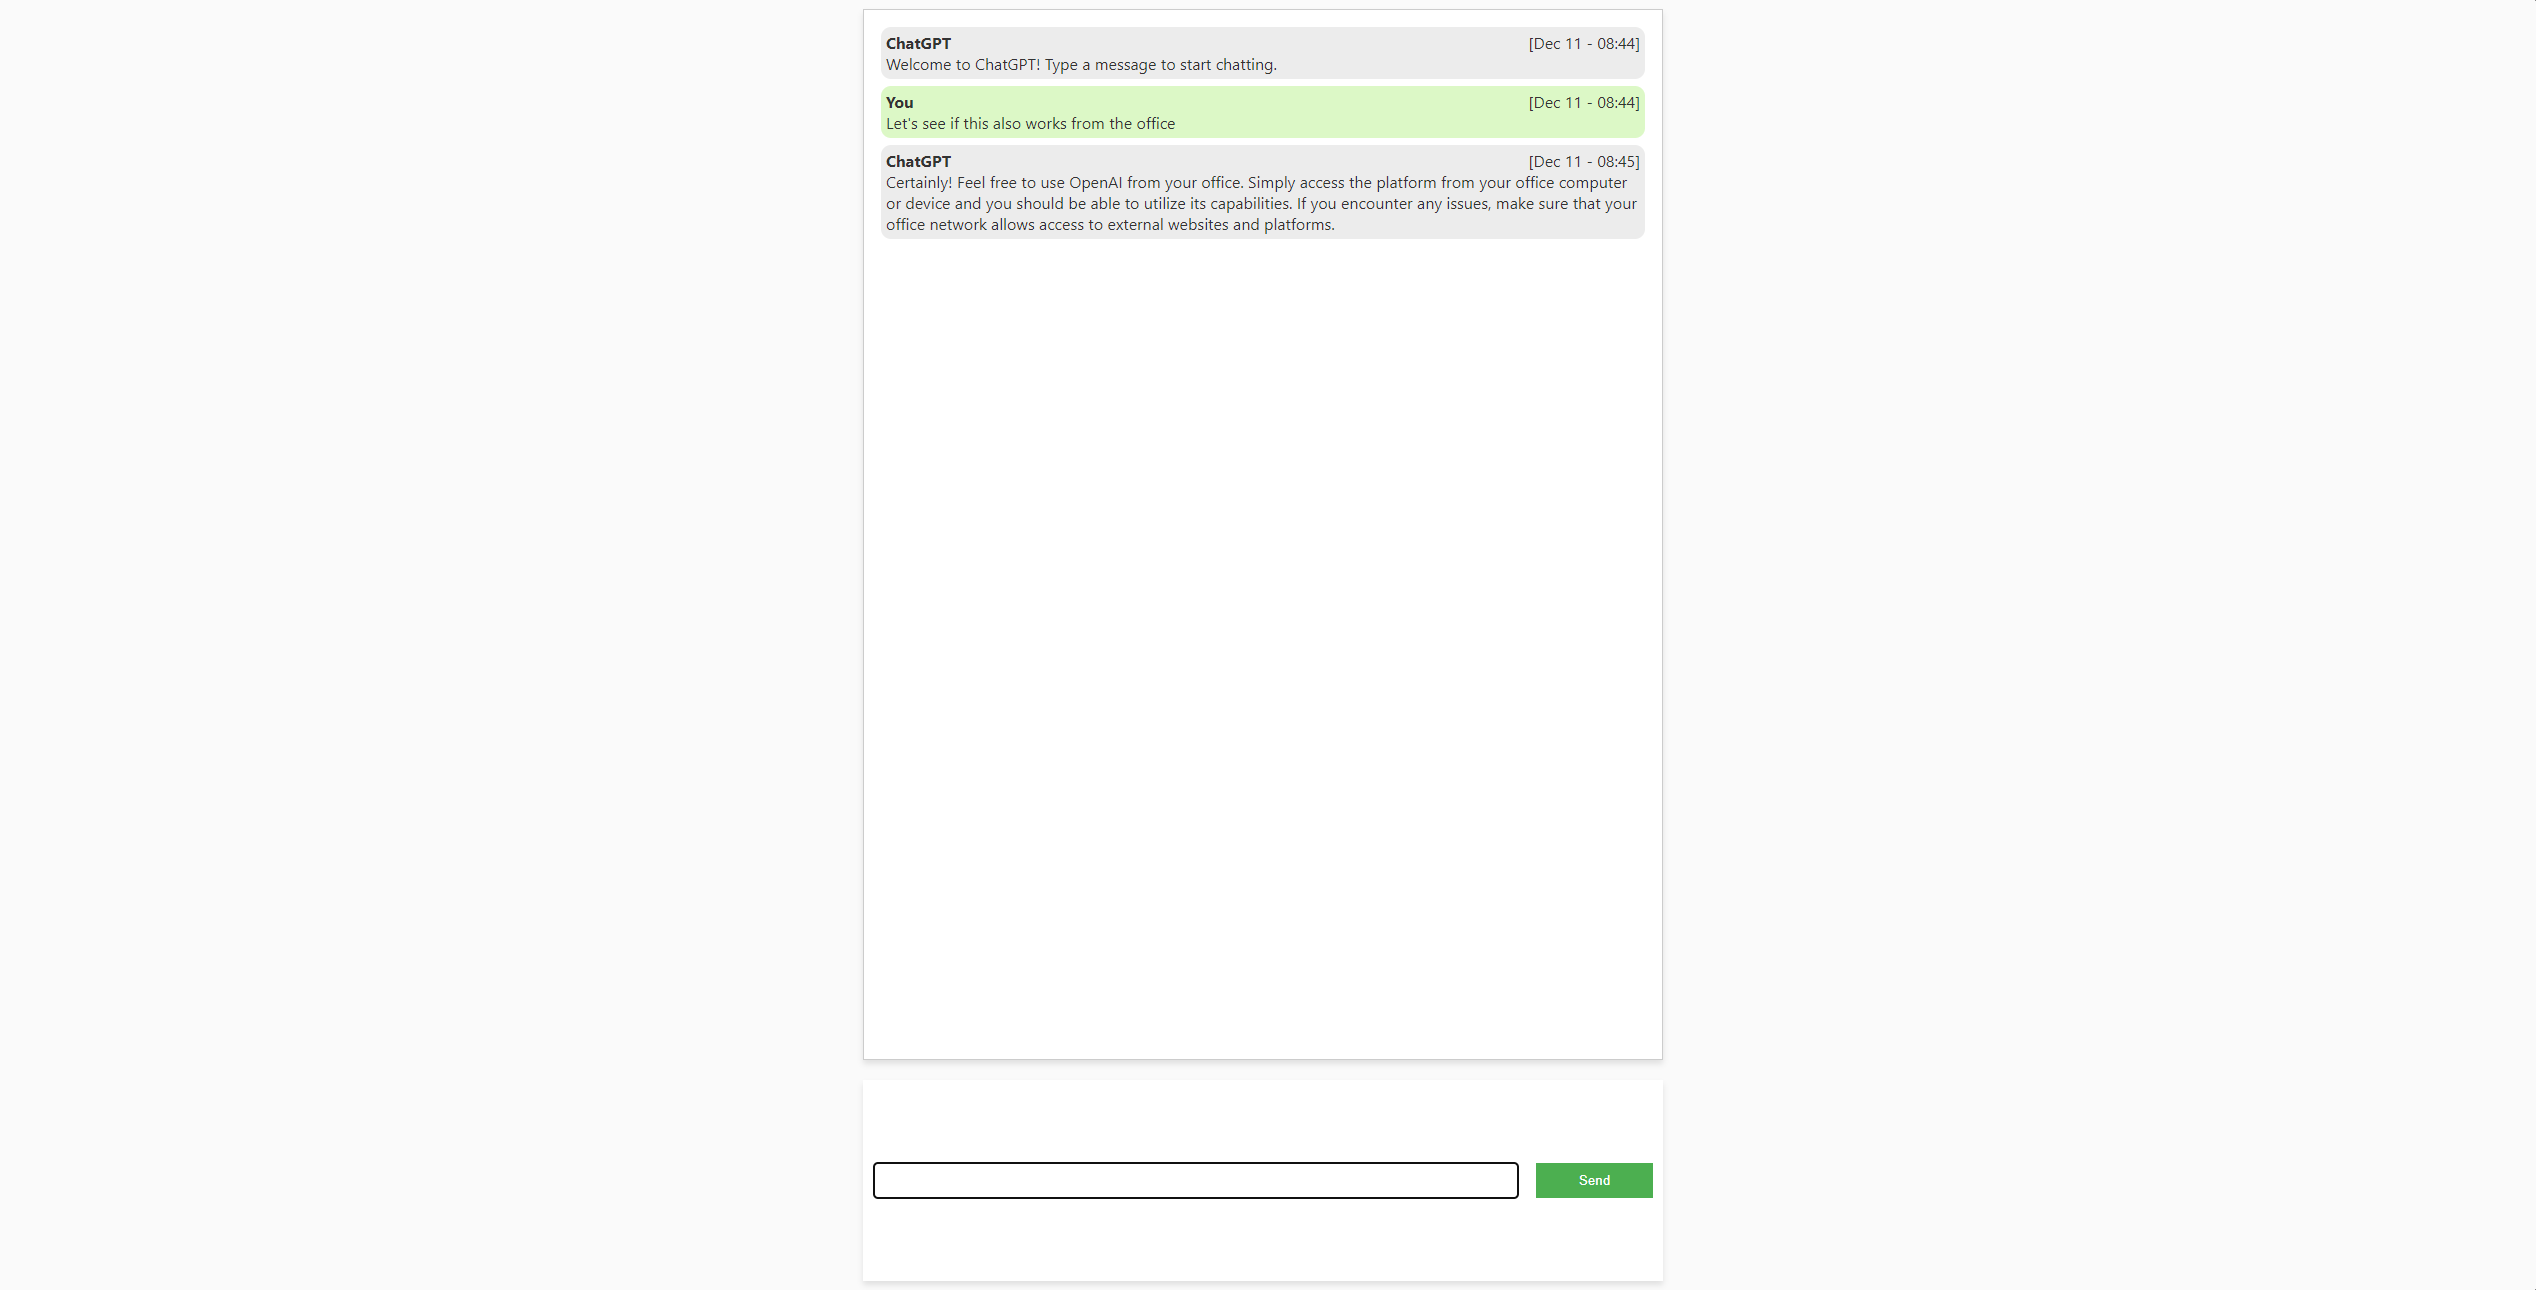 ChatGPT [Dec 11 - 08:44]
Welcome to ChatGPT! Type a message to start chatting.
You [Dec 11 - 08:44]
Let's see if this also works from the office
ChatGPT [Dec 11 - 08:45]
Certainly! Feel free to use OpenAI from your office. Simply access the platform from your office computer
or device and you should be able to utilize its capabilities. If you encounter any issues, make sure that your
office network allows access to external websites and platforms.
Send